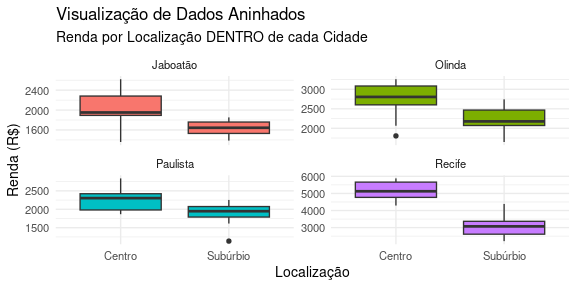 Visualização de Dados Aninhados
Renda por Localização DENTRO de cada Cidade
Jaboatão
Olinda
2400
2000
1600
3000
2500
2000
Paulista
Recife
2500
2000
1500
6000
5000
4000
3000
Centro
Subúrbio
Centro
Subúrbio
Renda (R$)
Localização